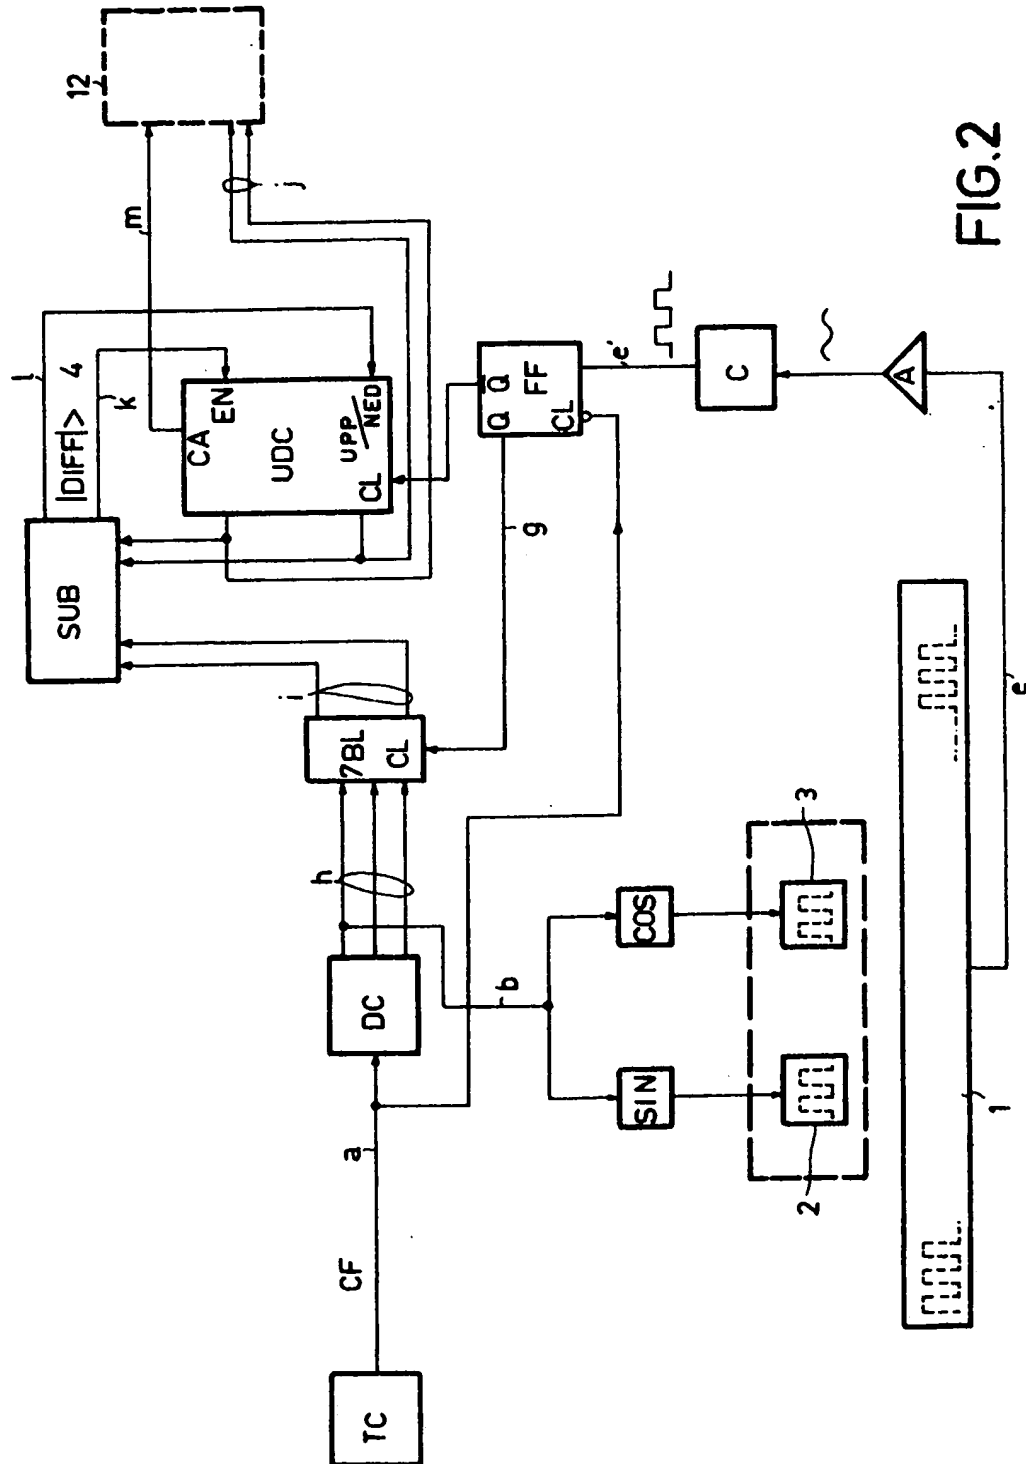 12
m
j
l
|DIFF| > 4
k
CA
EN
UDC
UPP/NED
CL
SUB
Q
Q̅
FF
CL
e'
C
A
g
i
7BL
CL
h
DC
b
COS
SIN
3
2
a
CF
TC
1
e'
FIG.2